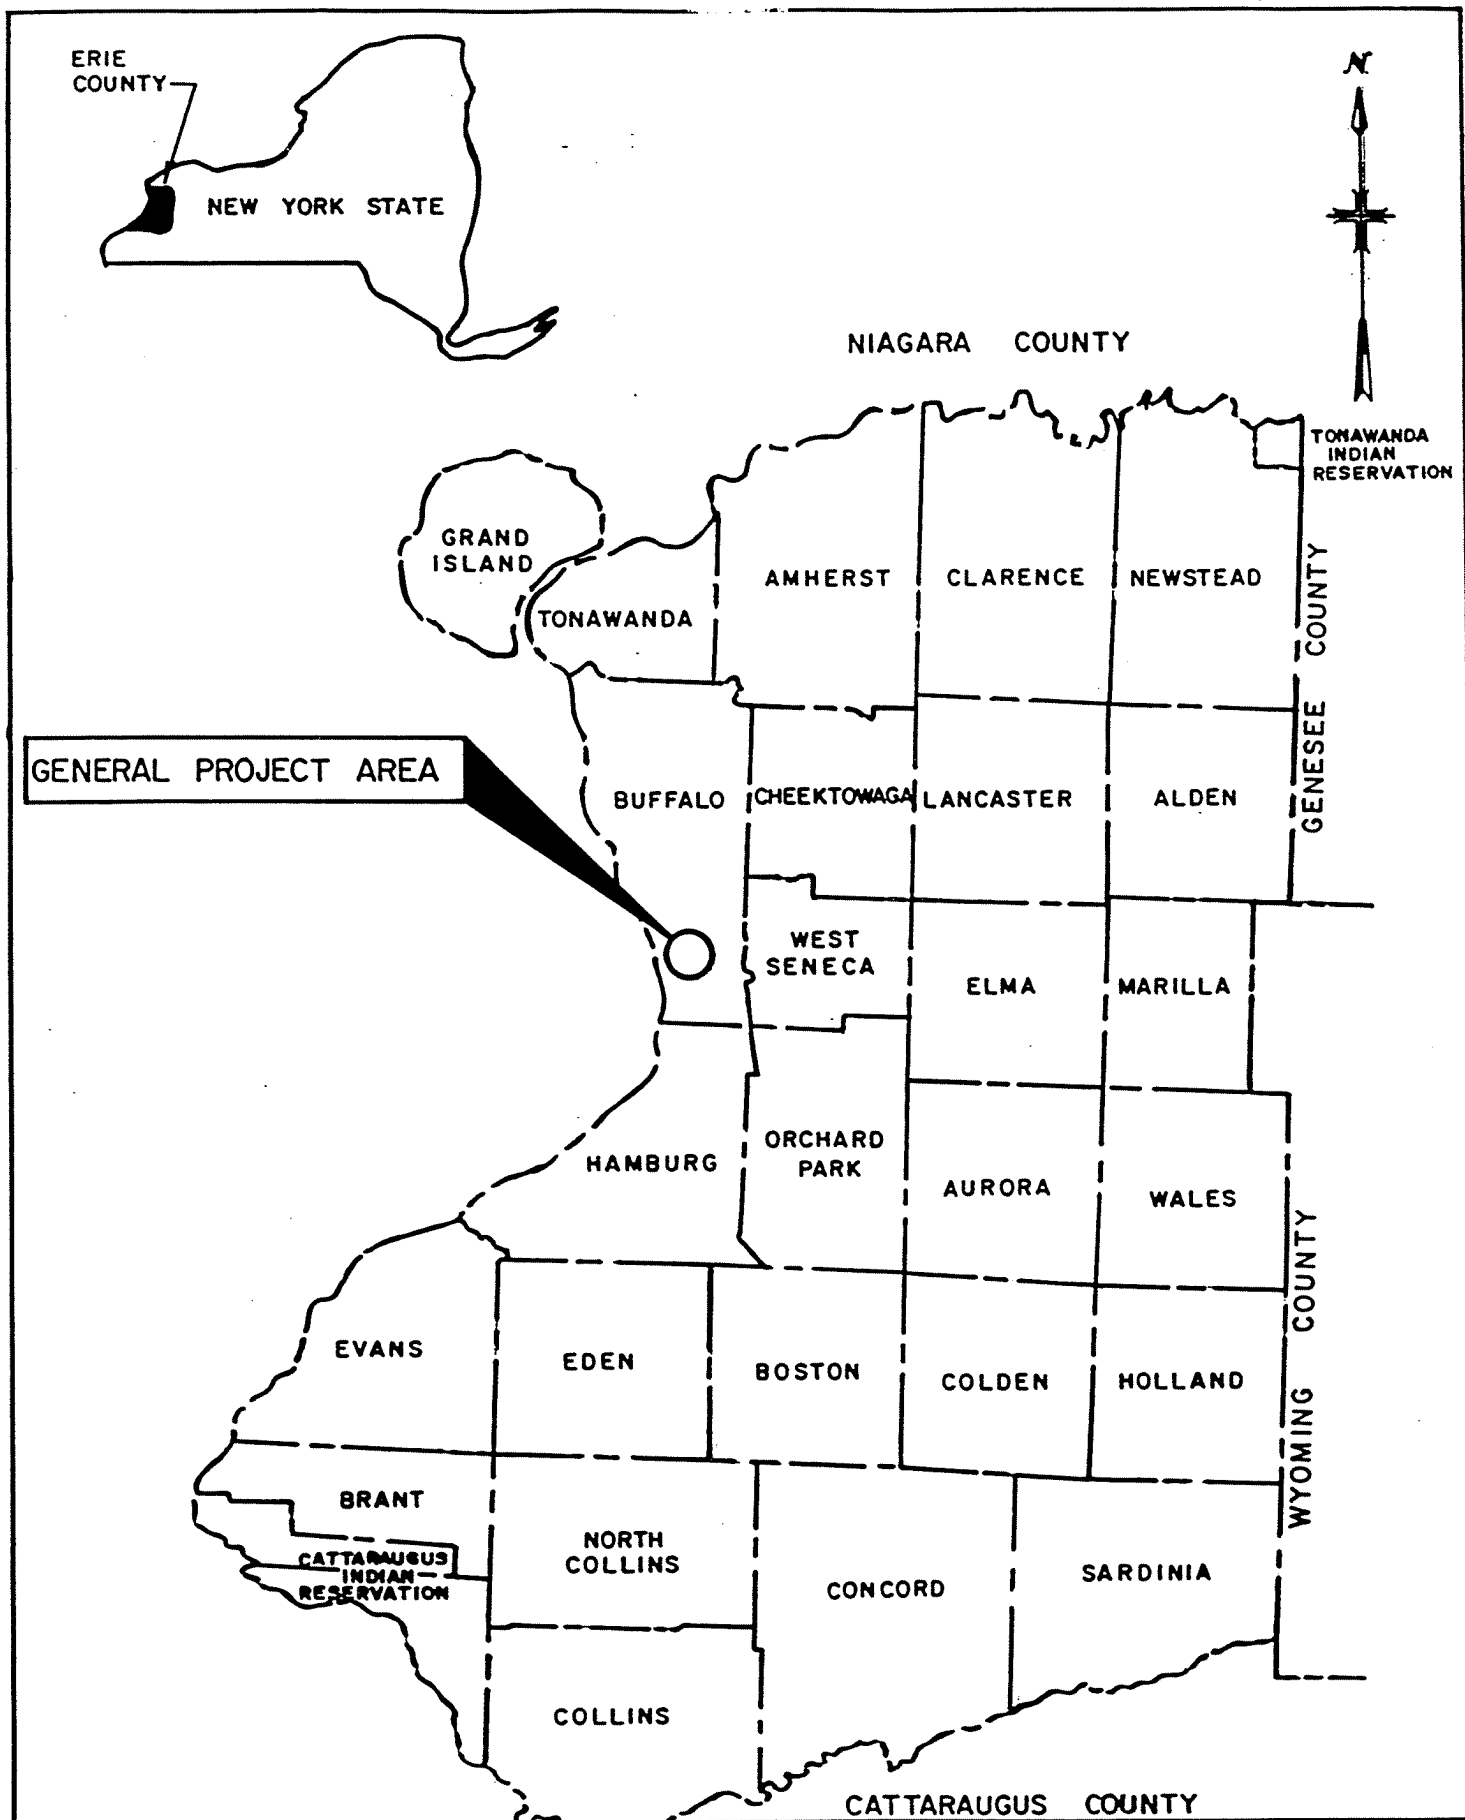 ERIE
COUNTY
N
NEW YORK STATE
NIAGARA COUNTY
TONAWANDA
INDIAN
RESERVATION
GRAND
ISLAND
TONAWANDA
AMHERST
CLARENCE
NEWSTEAD
GENESEE COUNTY
GENERAL PROJECT AREA
BUFFALO
CHEEKTOWAGA
LANCASTER
ALDEN
WEST
SENECA
ELMA
MARILLA
HAMBURG
ORCHARD
PARK
AURORA
WALES
WYOMING COUNTY
EVANS
EDEN
BOSTON
COLDEN
HOLLAND
BRANT
CATTARAUGUS
INDIAN
RESERVATION
NORTH
COLLINS
CONCORD
SARDINIA
COLLINS
CATTARAUGUS COUNTY